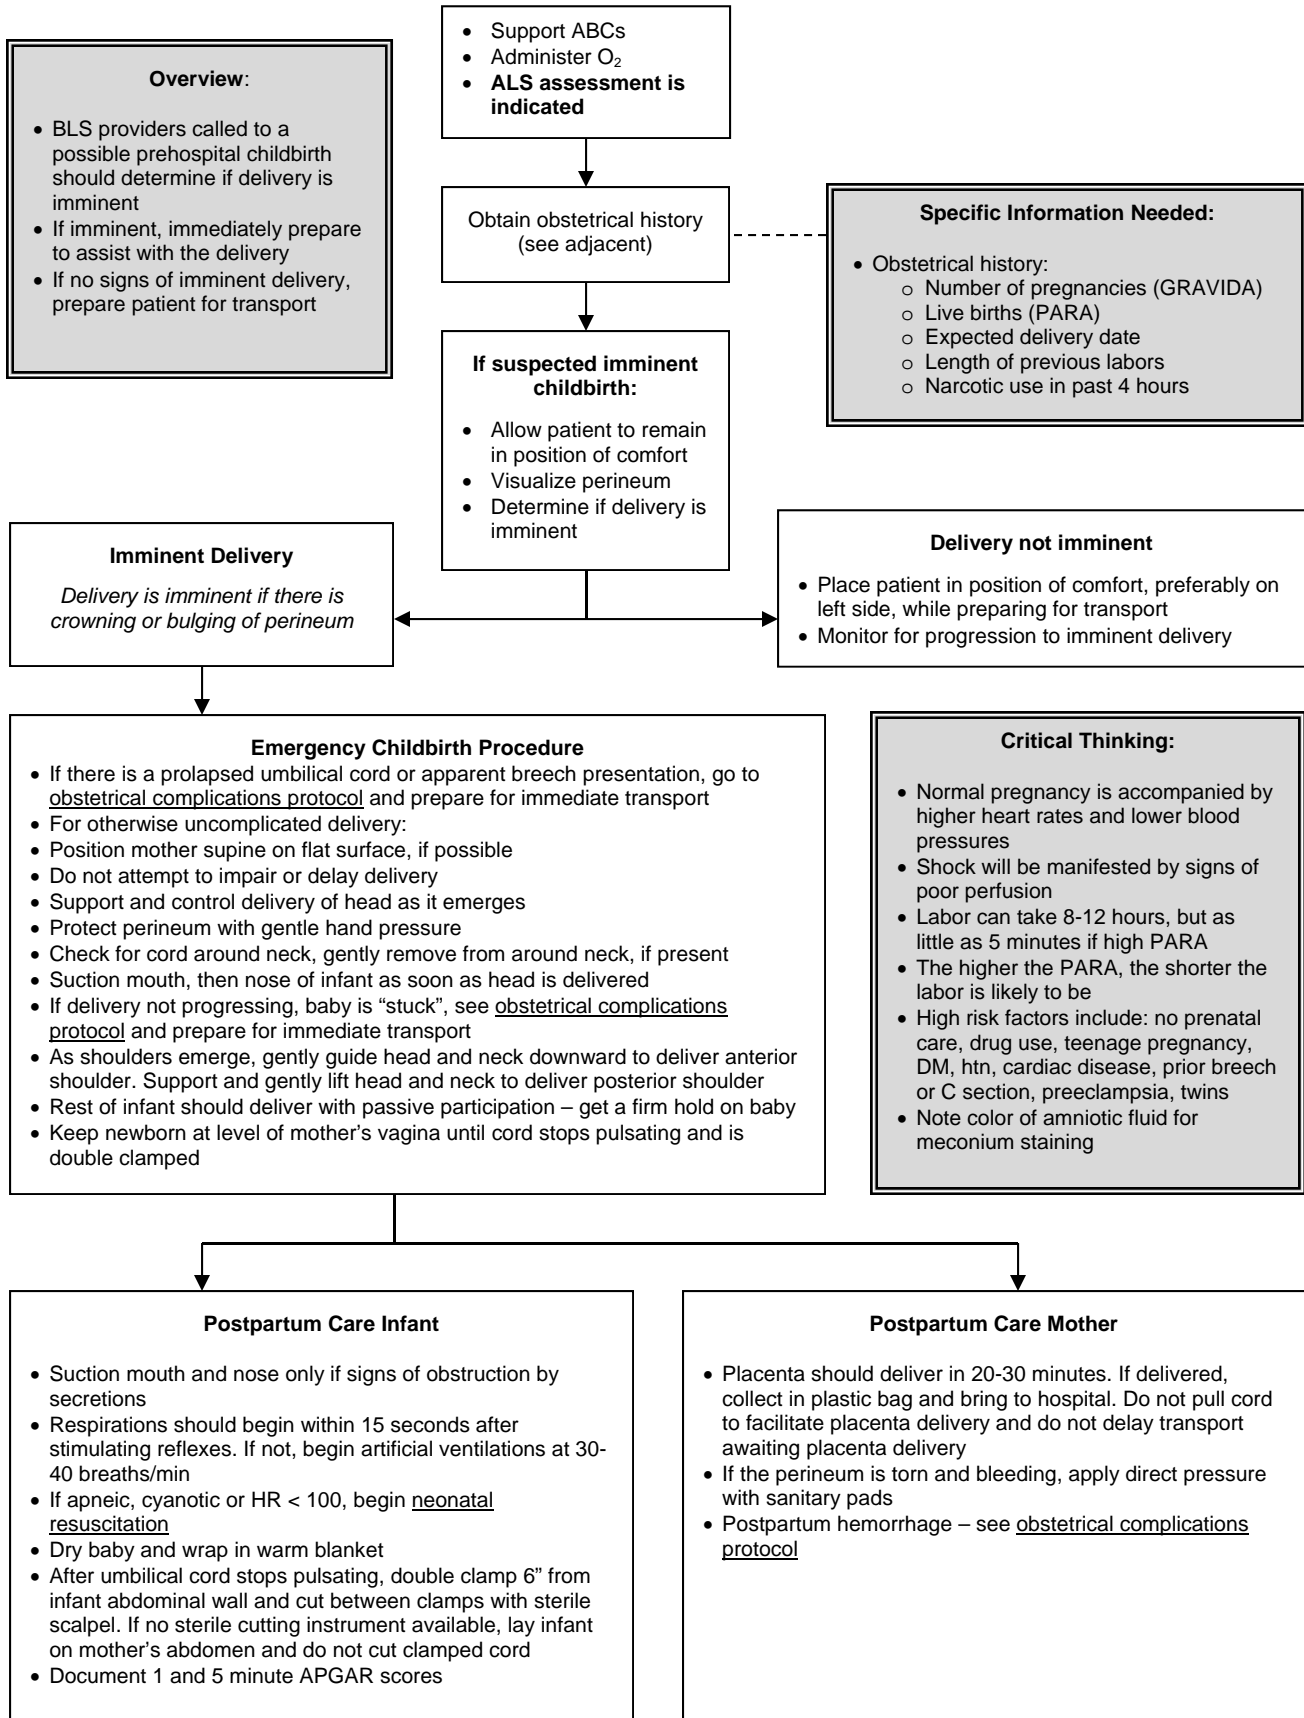 • Support ABCs
• Administer O₂
• ALS assessment is
indicated
Overview:
• BLS providers called to a
possible prehospital childbirth
should determine if delivery is
imminent
• If imminent, immediately prepare
to assist with the delivery
• If no signs of imminent delivery,
prepare patient for transport
Obtain obstetrical history
(see adjacent)
Specific Information Needed:
• Obstetrical history:
o Number of pregnancies (GRAVIDA)
o Live births (PARA)
o Expected delivery date
o Length of previous labors
o Narcotic use in past 4 hours
If suspected imminent
childbirth:
• Allow patient to remain
in position of comfort
• Visualize perineum
• Determine if delivery is
imminent
Imminent Delivery
Delivery is imminent if there is
crowning or bulging of perineum
Delivery not imminent
• Place patient in position of comfort, preferably on
left side, while preparing for transport
• Monitor for progression to imminent delivery
Emergency Childbirth Procedure
• If there is a prolapsed umbilical cord or apparent breech presentation, go to
obstetrical complications protocol and prepare for immediate transport
• For otherwise uncomplicated delivery:
• Position mother supine on flat surface, if possible
• Do not attempt to impair or delay delivery
• Support and control delivery of head as it emerges
• Protect perineum with gentle hand pressure
• Check for cord around neck, gently remove from around neck, if present
• Suction mouth, then nose of infant as soon as head is delivered
• If delivery not progressing, baby is “stuck”, see obstetrical complications
protocol and prepare for immediate transport
• As shoulders emerge, gently guide head and neck downward to deliver anterior
shoulder. Support and gently lift head and neck to deliver posterior shoulder
• Rest of infant should deliver with passive participation – get a firm hold on baby
• Keep newborn at level of mother’s vagina until cord stops pulsating and is
double clamped
Critical Thinking:
• Normal pregnancy is accompanied by
higher heart rates and lower blood
pressures
• Shock will be manifested by signs of
poor perfusion
• Labor can take 8-12 hours, but as
little as 5 minutes if high PARA
• The higher the PARA, the shorter the
labor is likely to be
• High risk factors include: no prenatal
care, drug use, teenage pregnancy,
DM, htn, cardiac disease, prior breech
or C section, preeclampsia, twins
• Note color of amniotic fluid for
meconium staining
Postpartum Care Infant
• Suction mouth and nose only if signs of obstruction by
secretions
• Respirations should begin within 15 seconds after
stimulating reflexes. If not, begin artificial ventilations at 30-
40 breaths/min
• If apneic, cyanotic or HR < 100, begin neonatal
resuscitation
• Dry baby and wrap in warm blanket
• After umbilical cord stops pulsating, double clamp 6” from
infant abdominal wall and cut between clamps with sterile
scalpel. If no sterile cutting instrument available, lay infant
on mother’s abdomen and do not cut clamped cord
• Document 1 and 5 minute APGAR scores
Postpartum Care Mother
• Placenta should deliver in 20-30 minutes. If delivered,
collect in plastic bag and bring to hospital. Do not pull cord
to facilitate placenta delivery and do not delay transport
awaiting placenta delivery
• If the perineum is torn and bleeding, apply direct pressure
with sanitary pads
• Postpartum hemorrhage – see obstetrical complications
protocol